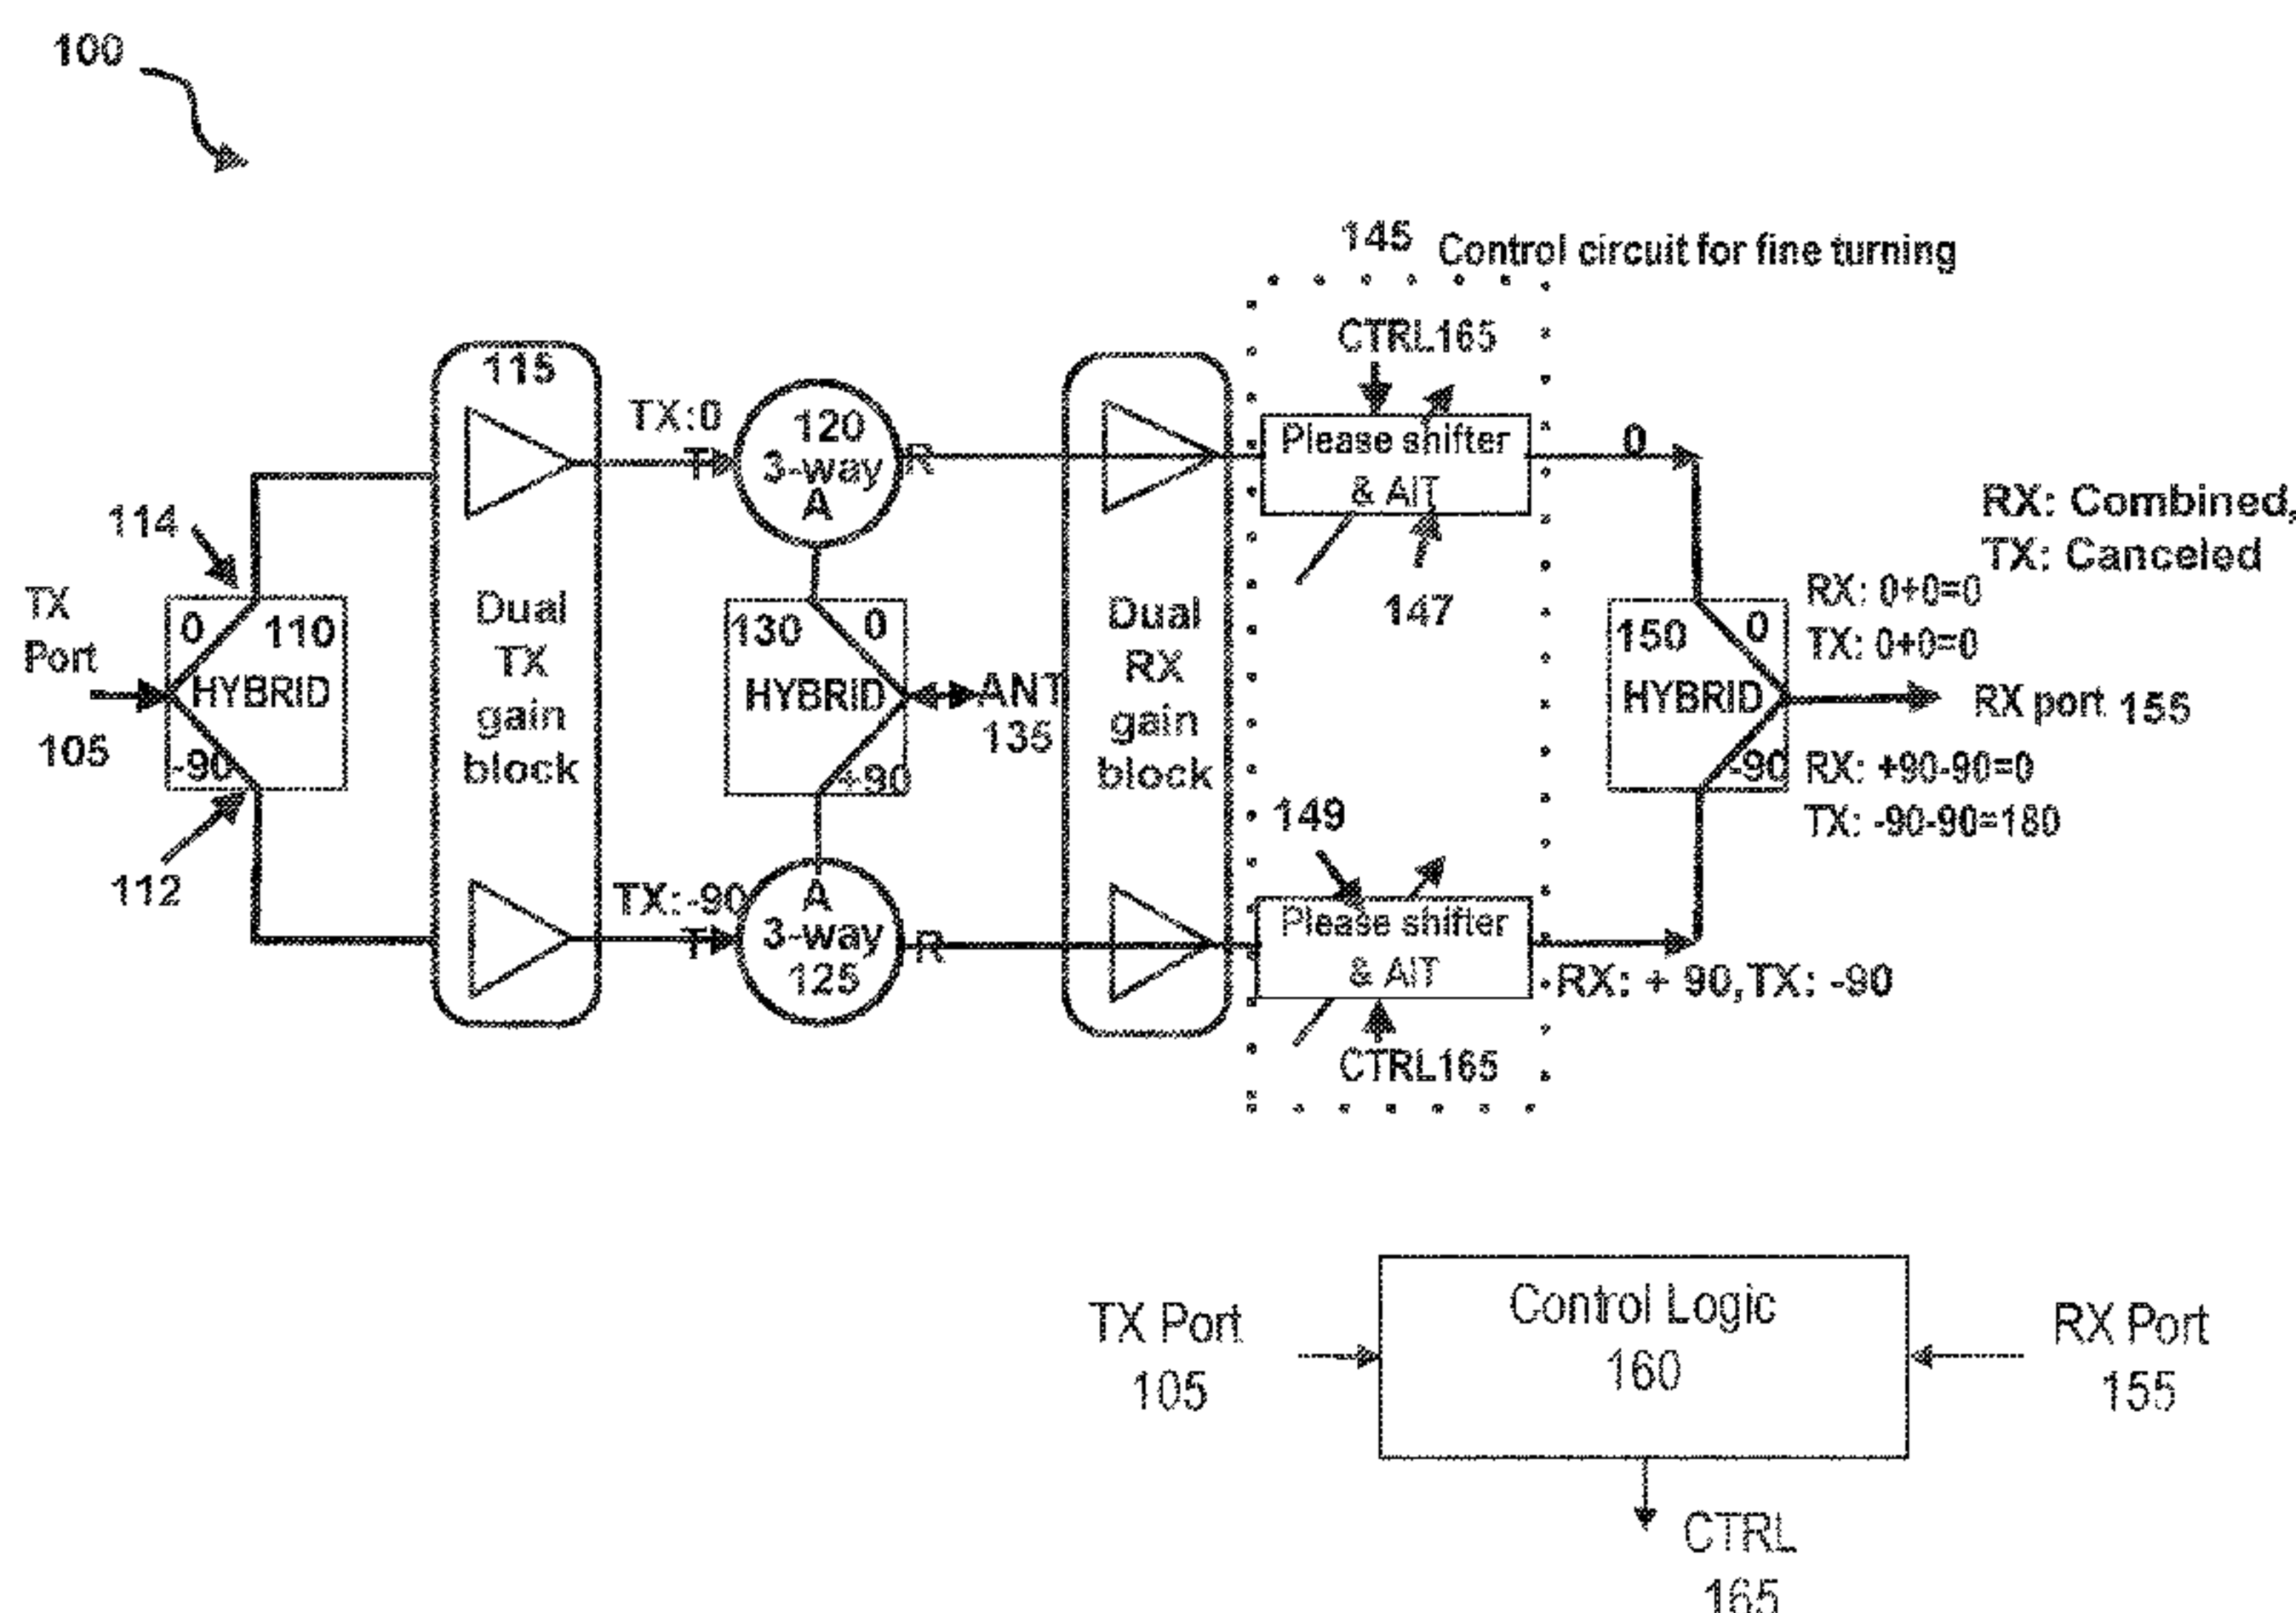 100
145 Control circuit for fine turning
CTRL165
115
TX:0
T
120
3-way
A
R
Please shifter
& AIT
0
147
114
TX
Port
105
0
110
HYBRID
-90
112
Dual
TX
gain
block
130
0
HYBRID
+90
ANT
135
Dual
RX
gain
block
RX: Combined,
TX: Canceled
150
0
HYBRID
-90
RX: 0+0=0
TX: 0+0=0
RX port 155
RX: +90-90=0
TX: -90-90=180
149
TX:-90
T
A
3-way
125
R
Please shifter
& AIT
RX: + 90,TX: -90
CTRL165
TX Port
105
Control Logic
160
RX Port
155
CTRL
165